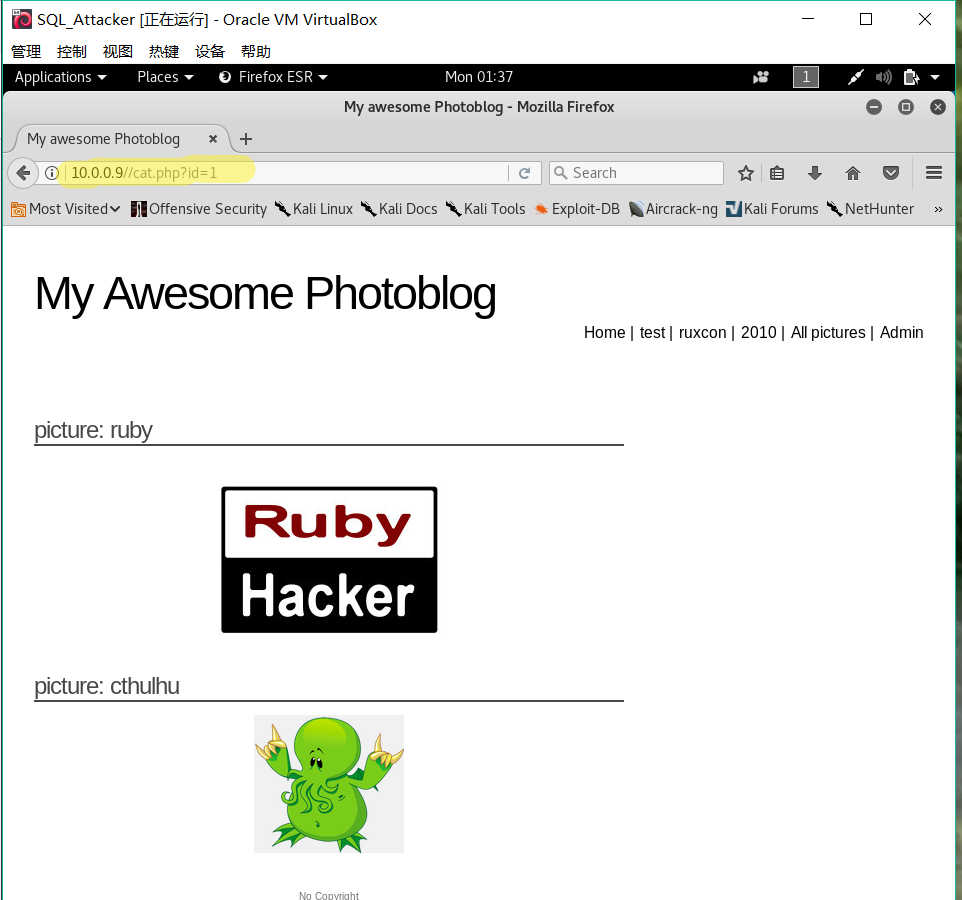 SQL_Attacker [正在运行] - Oracle VM VirtualBox
管理 控制 视图 热键 设备 帮助
Applications Places Firefox ESR Mon 01:37 1
My awesome Photoblog - Mozilla Firefox
My awesome Photoblog
10.0.0.9//cat.php?id=1 Search
Most Visited Offensive Security Kali Linux Kali Docs Kali Tools Exploit-DB Aircrack-ng Kali Forums NetHunter »
My Awesome Photoblog
Home | test | ruxcon | 2010 | All pictures | Admin
picture: ruby
Ruby
Hacker
picture: cthulhu
No Copyright